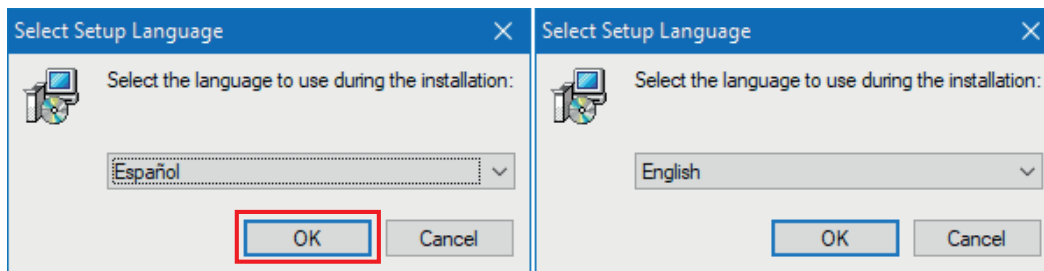 Select Setup Language
Select the language to use during the installation:
Español
OK
Cancel
Select Setup Language
Select the language to use during the installation:
English
OK
Cancel